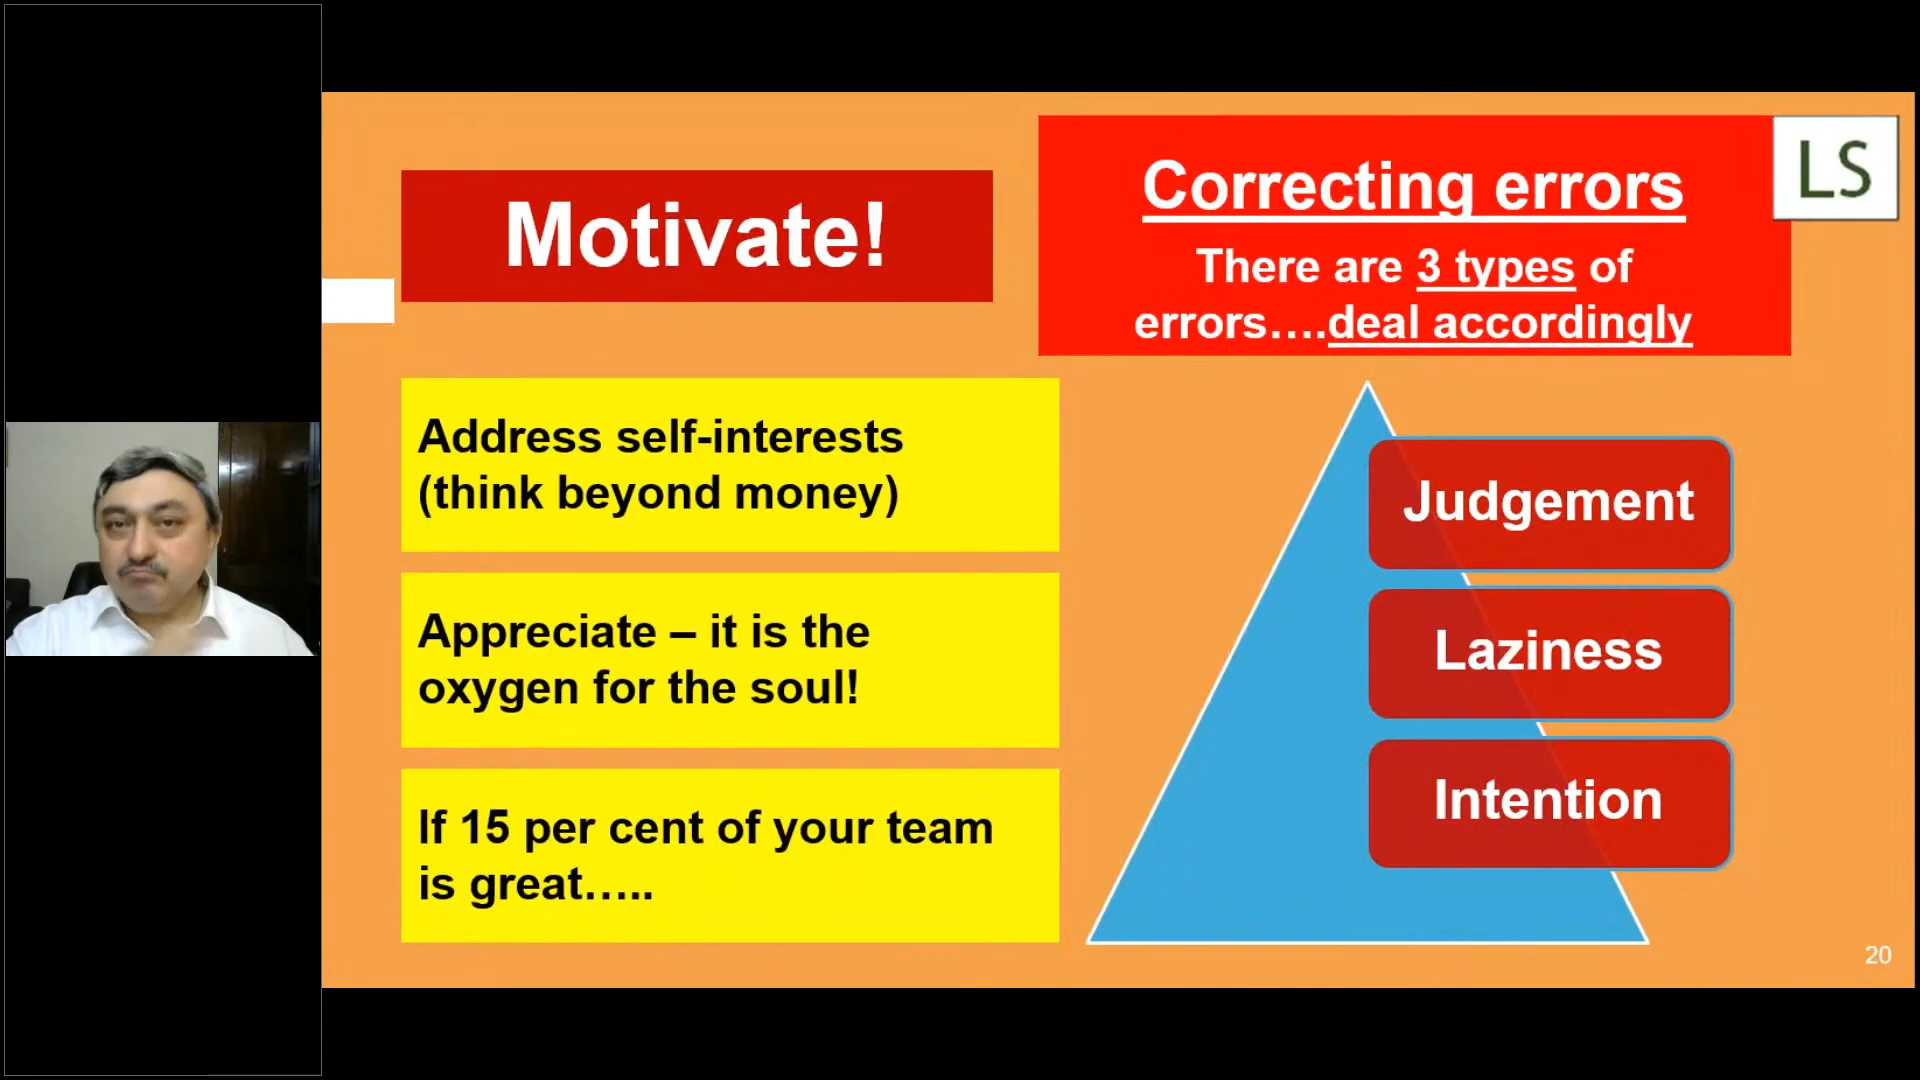 Motivate!
Address self-interests
(think beyond money)
Appreciate – it is the
oxygen for the soul!
If 15 per cent of your team
is great…..
Correcting errors
There are 3 types of
errors….deal accordingly
LS
Judgement
Laziness
Intention
20